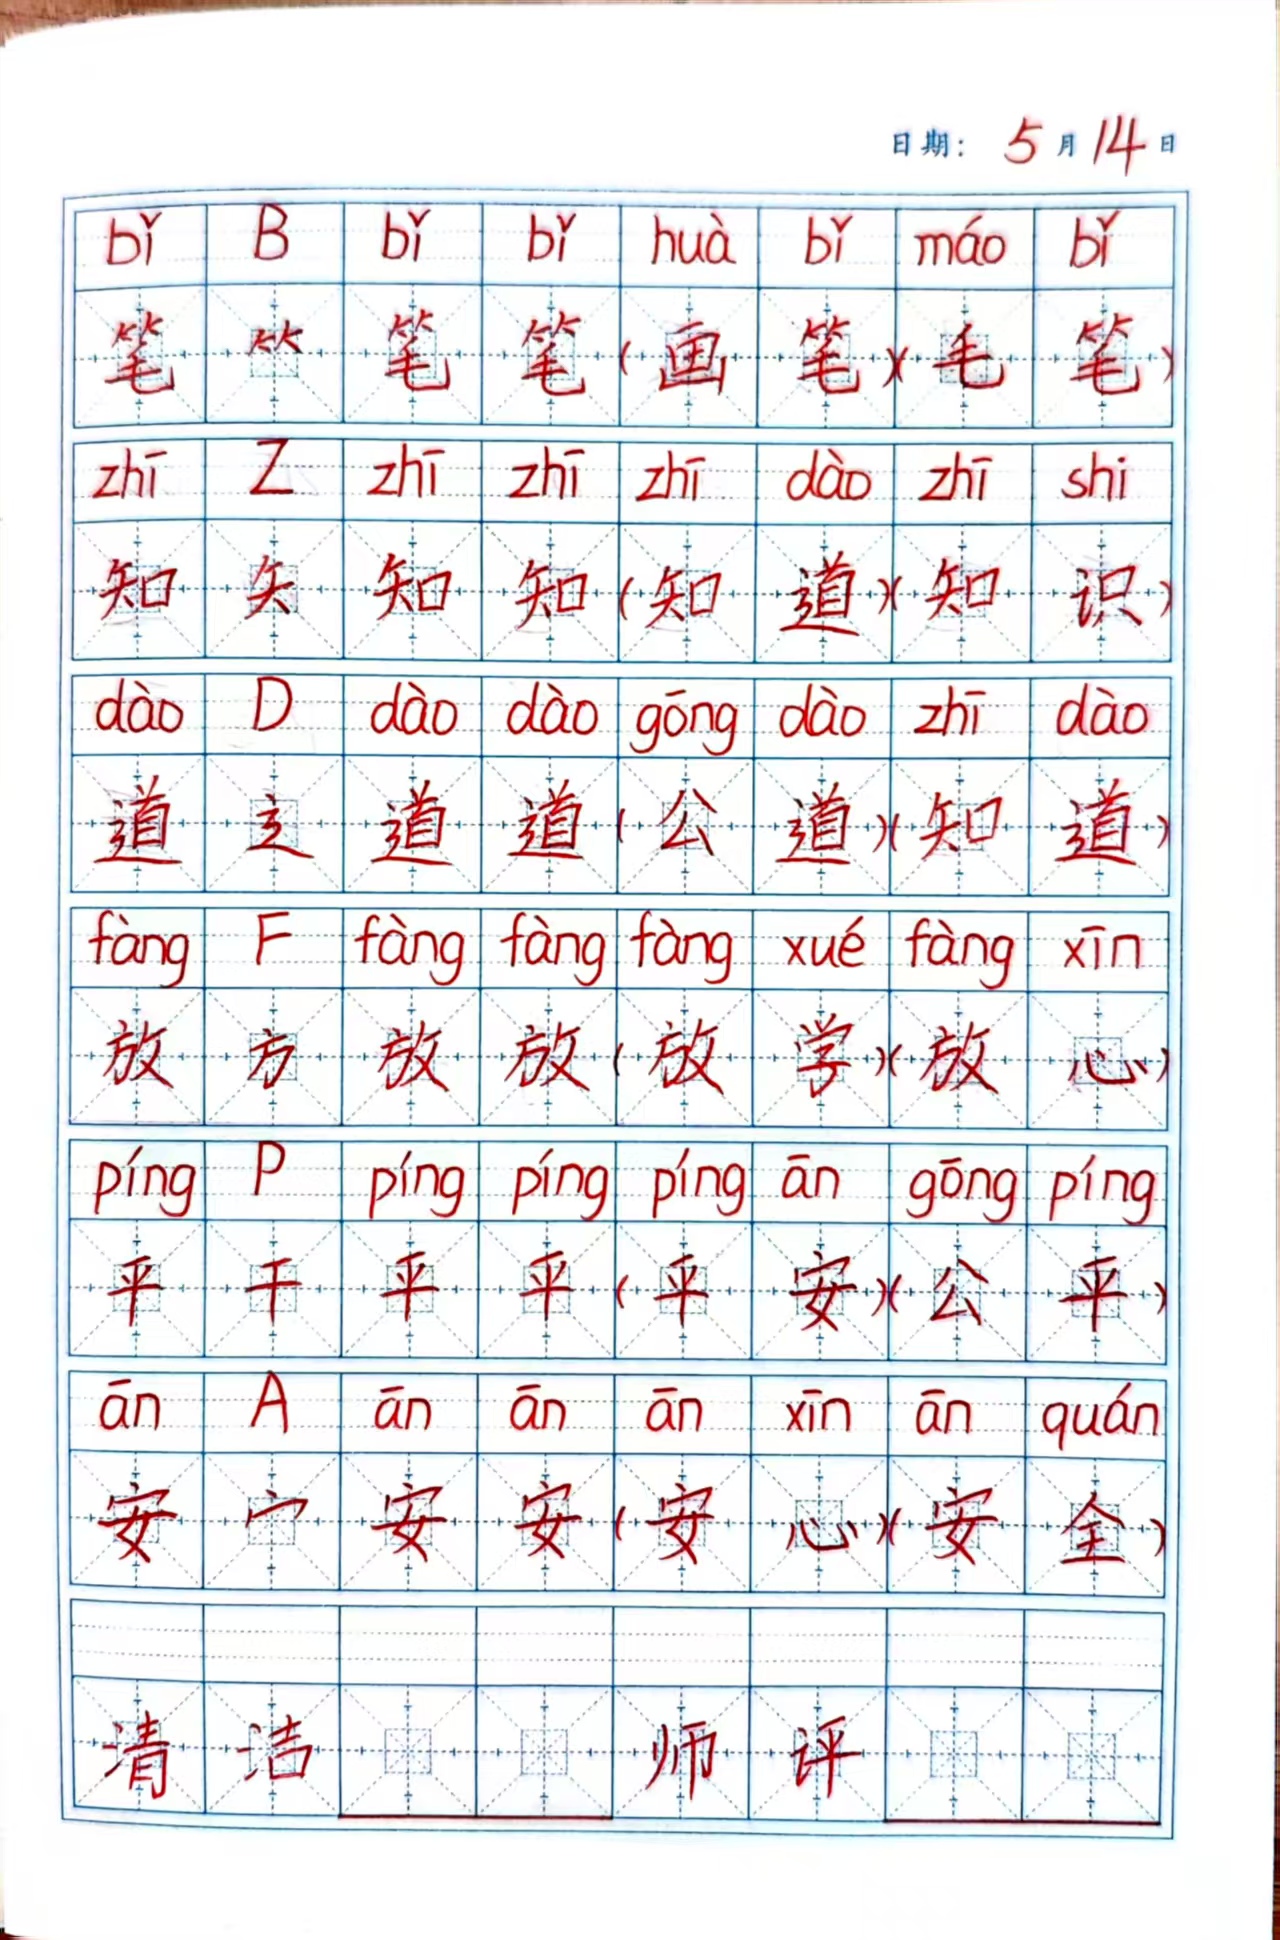 日期： 5 月 14 日
bǐ B bǐ bǐ huà bǐ máo bǐ
笔 ⺮ 笔 笔 （画 笔）（毛 笔）
zhī Z zhī zhī zhī dào zhī shi
知 矢 知 知 （知 道）（知 识）
dào D dào dào gōng dào zhī dào
道 辶 道 道 （公 道）（知 道）
fàng F fàng fàng fàng xué fàng xīn
放 方 放 放 （放 学）（放 心）
píng P píng píng píng ān gōng píng
平 干 平 平 （平 安）（公 平）
ān A ān ān ān xīn ān quán
安 宀 安 安 （安 心）（安 全）
清 洁 师 评